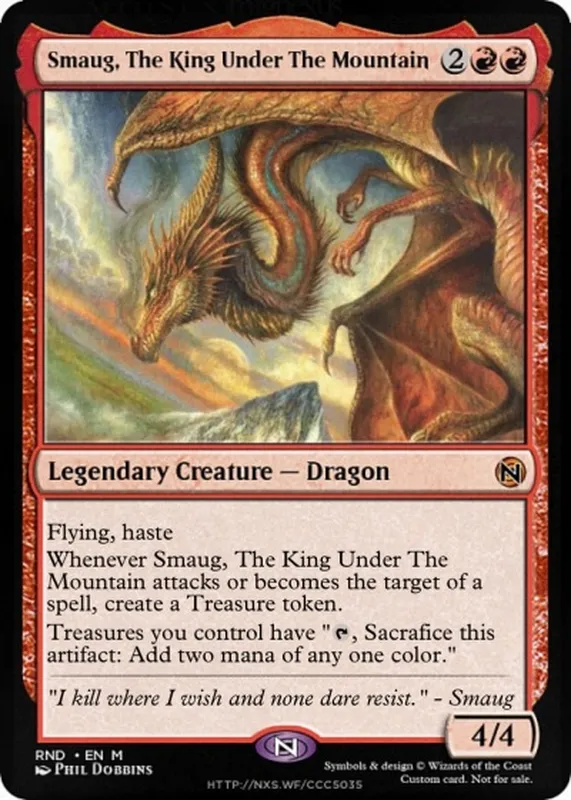 Smaug, The King Under The Mountain 2
Legendary Creature — Dragon
N
Flying, haste
Whenever Smaug, The King Under The
Mountain attacks or becomes the target of a
spell, create a Treasure token.
Treasures you control have ", Sacrafice this
artifact: Add two mana of any one color."
"I kill where I wish and none dare resist." - Smaug
4/4
N
RND • EN M
Phil Dobbins
Symbols & design © Wizards of the Coast
Custom card. Not for sale.
HTTP://NXS.WF/CCC5035